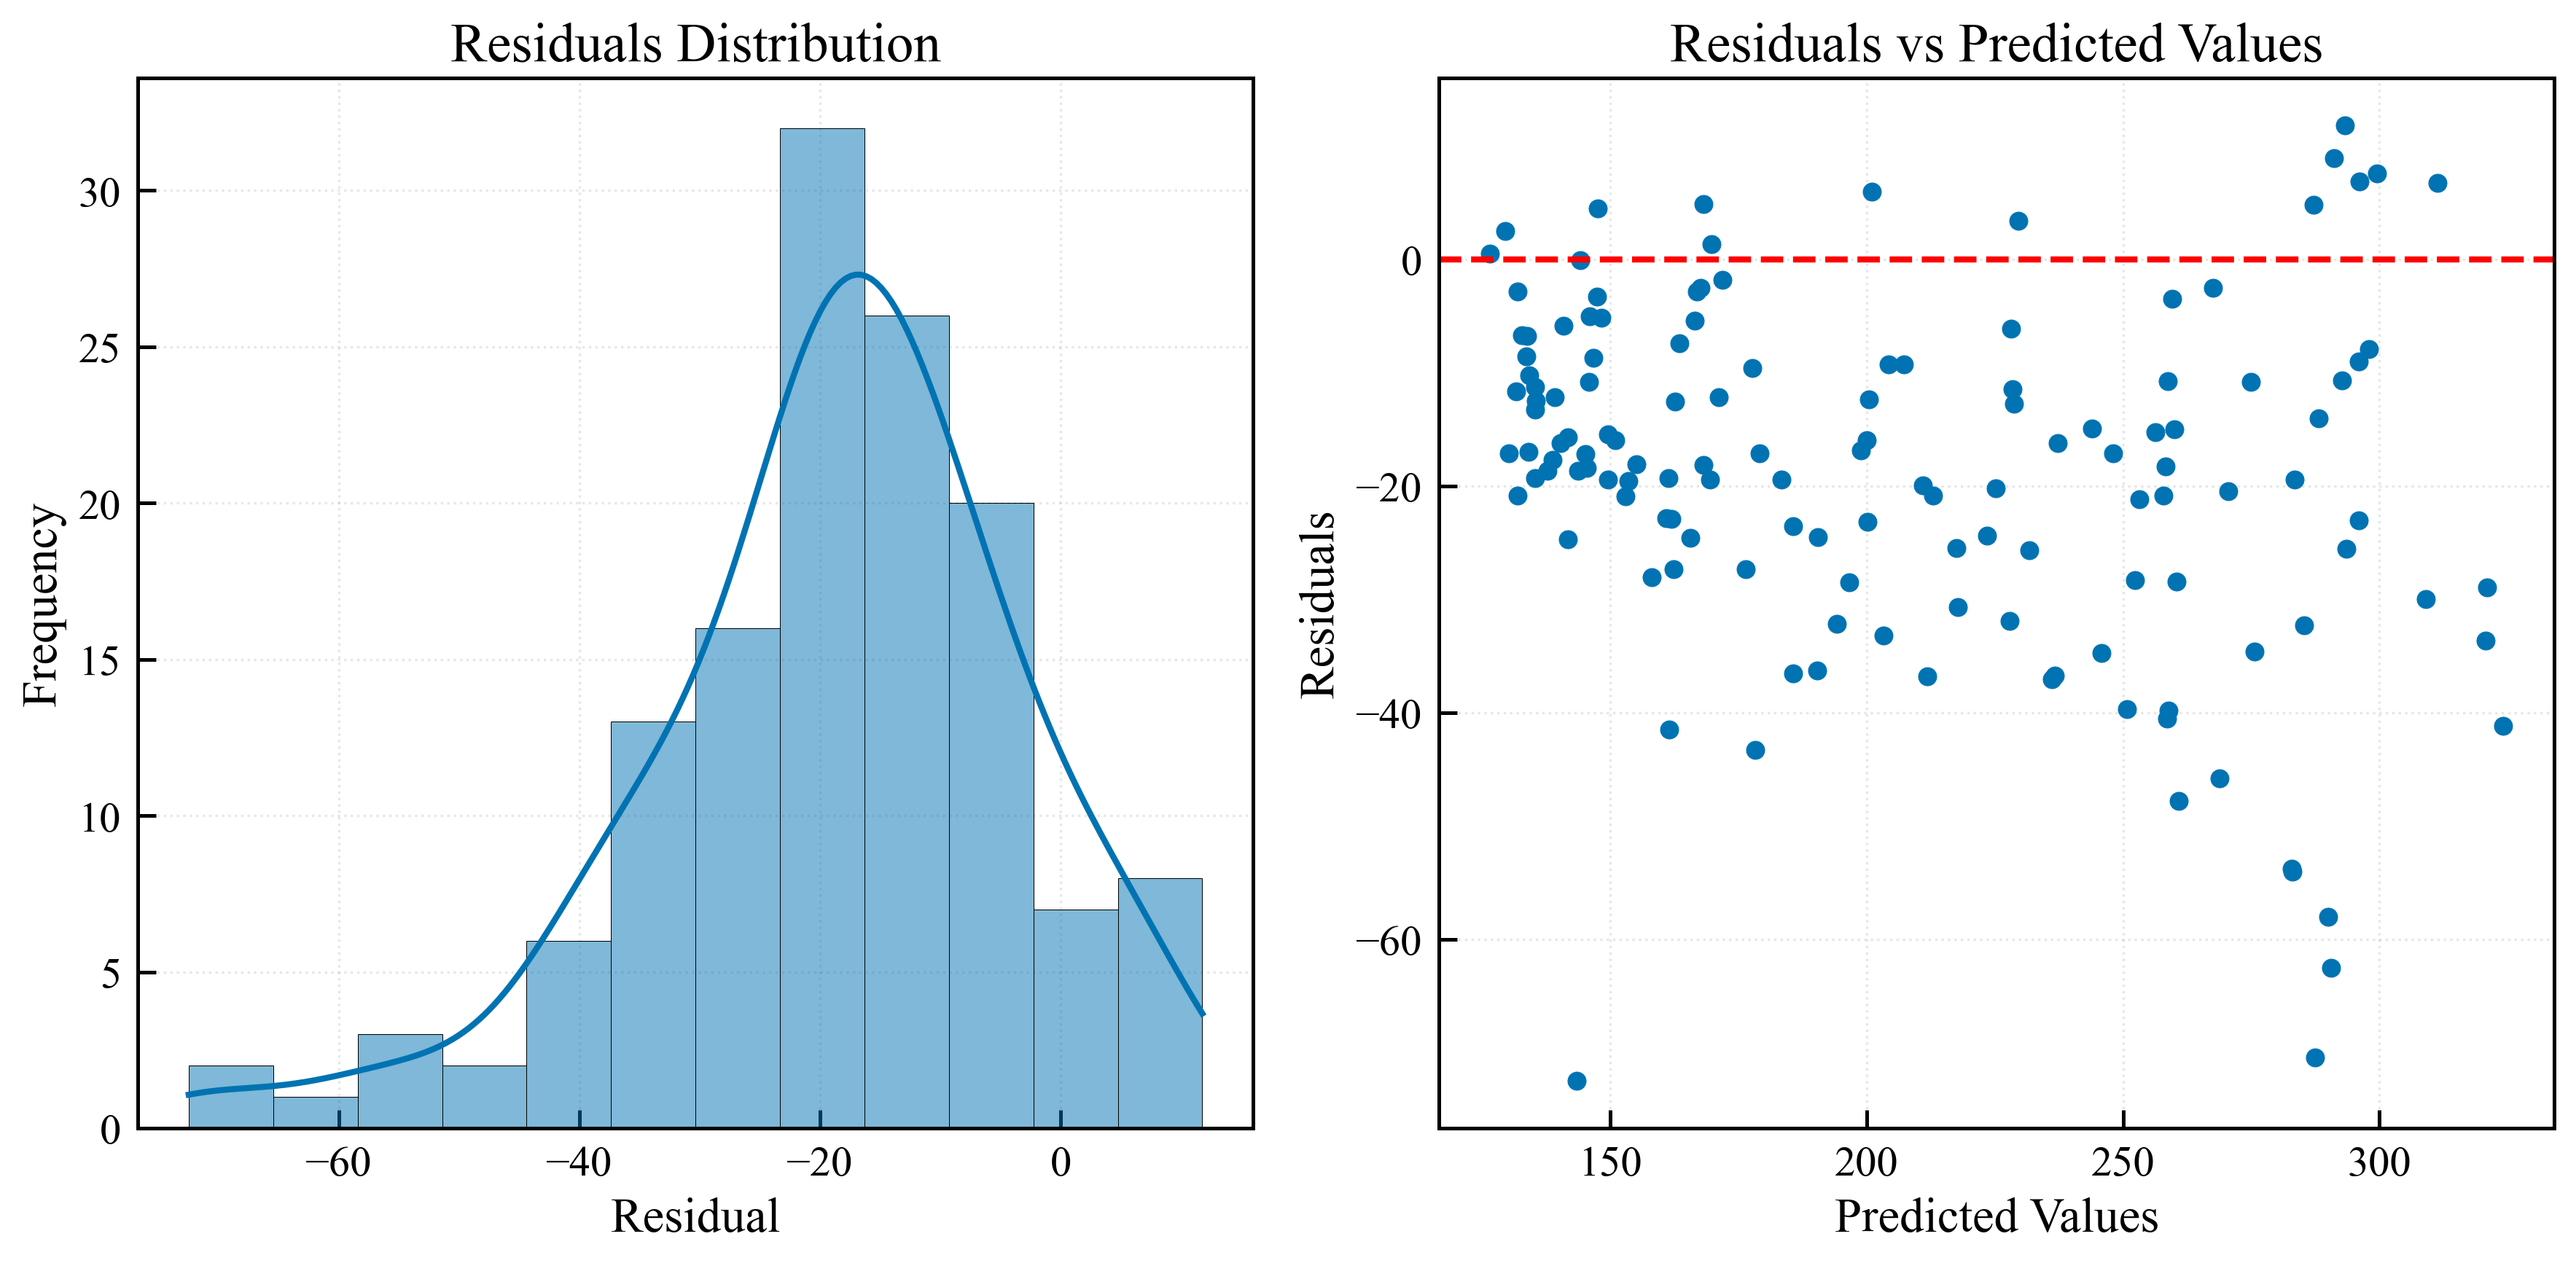 Residuals Distribution
Frequency
30
25
20
15
10
5
0
−60 −40 −20 0
Residual
Residuals vs Predicted Values
Residuals
0
−20
−40
−60
150 200 250 300
Predicted Values